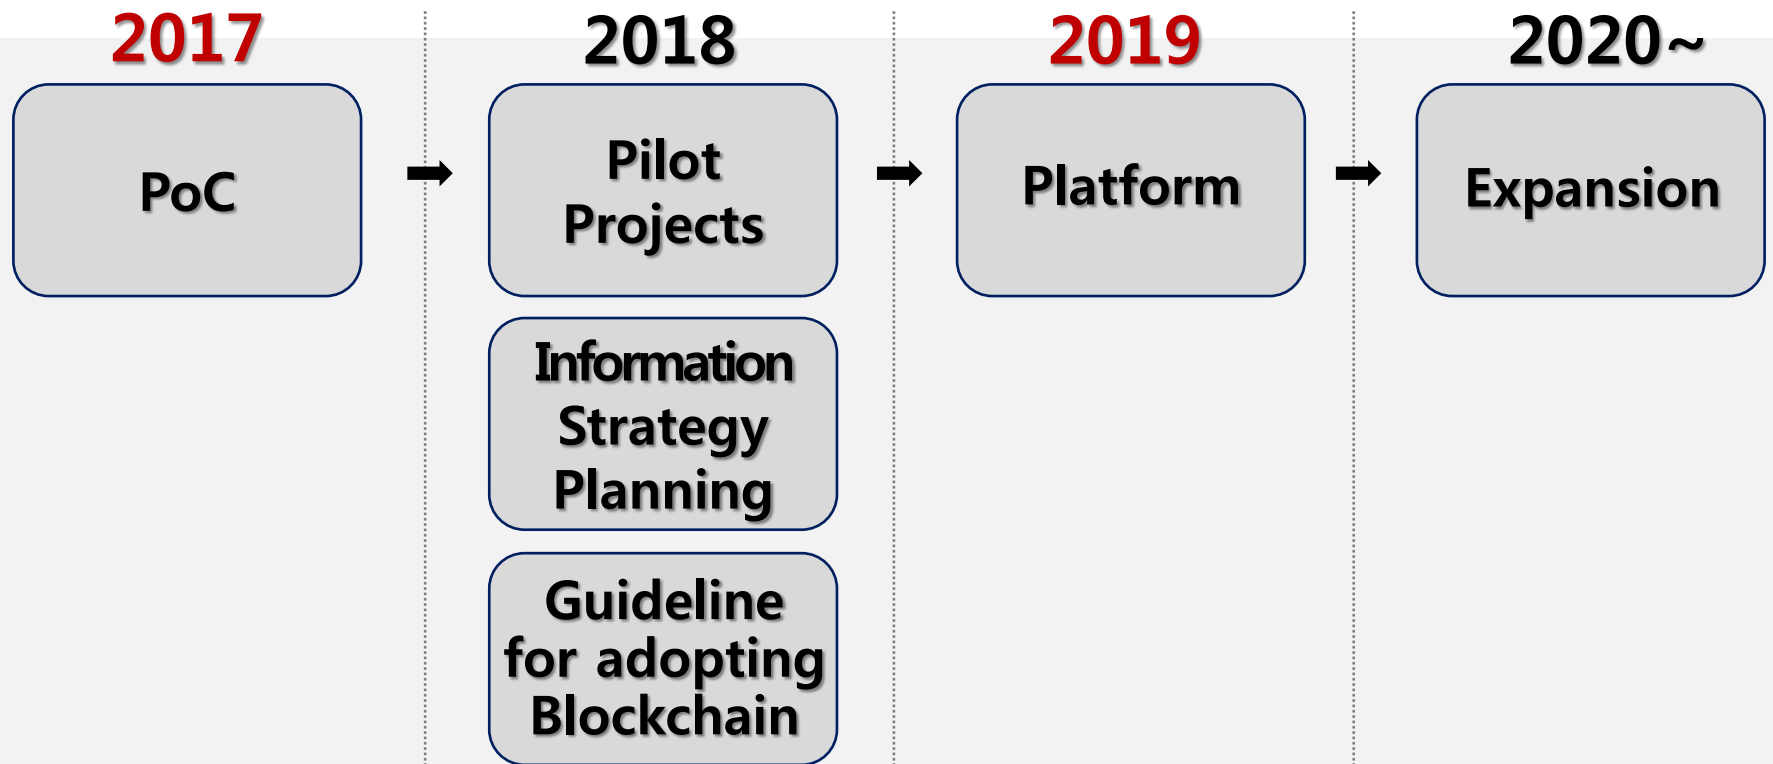 2017
2018
2019
2020~
PoC
Pilot
Projects
Platform
Expansion
Information
Strategy
Planning
Guideline
for adopting
Blockchain